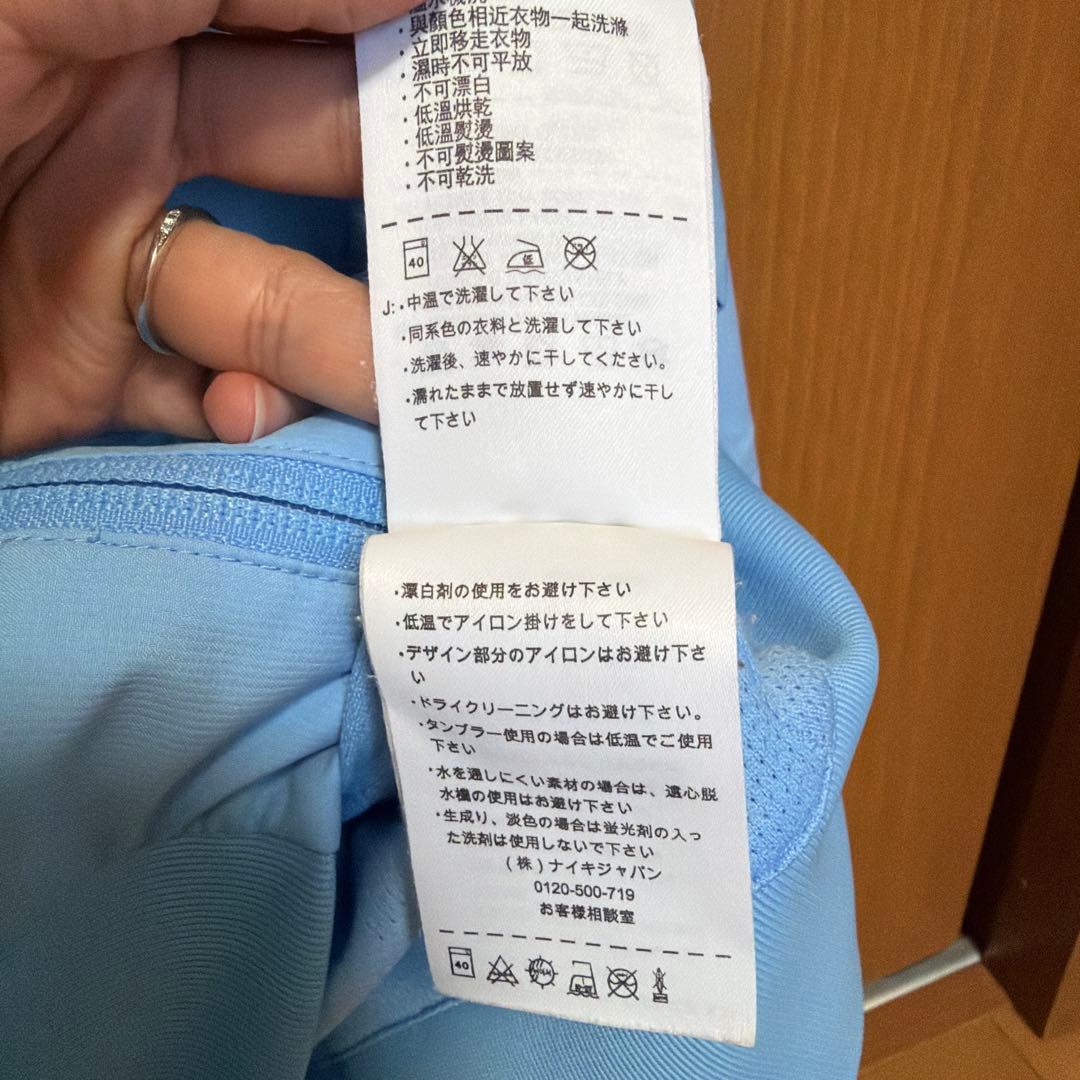 ・與顏色相近衣物一起洗滌
・立即移走衣物
・濕時不可平放
・不可漂白
・低溫烘乾
・低溫熨燙
・不可熨燙圖案
・不可乾洗
40
低
J:・中温で洗濯して下さい
・同系色の衣料と洗濯して下さい
・洗濯後、速やかに干してください。
・濡れたままで放置せず速やかに干し
て下さい
・漂白剤の使用をお避け下さい
・低温でアイロン掛けをして下さい
・デザイン部分のアイロンはお避け下さ
い
・ドライクリーニングはお避け下さい。
・タンブラー使用の場合は低温でご使用
下さい
・水を通しにくい素材の場合は、遠心脱
水機の使用はお避け下さい
・生成り、淡色の場合は蛍光剤の入っ
た洗剤は使用しないで下さい
(株)ナイキジャパン
0120-500-719
お客様相談室
40